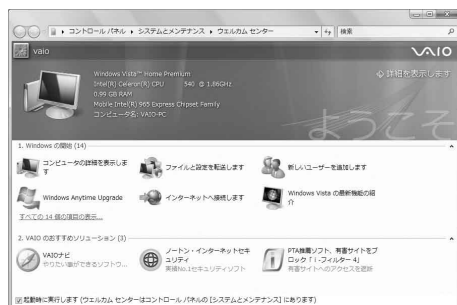 コントロール パネル ▸ システムとメンテナンス ▸ ウェルカム センター
検索
vaio
VAIO
詳細を表示します
Windows Vista™ Home Premium
Intel(R) Celeron(R) CPU 540 @ 1.86GHz
0.99 GB RAM
Mobile Intel(R) 965 Express Chipset Family
コンピュータ名: VAIO-PC
ようこそ
1. Windows の開始 (14)
コンピュータの詳細を表示しま
す
ファイルと設定を転送します
新しいユーザーを追加します
Windows Anytime Upgrade
インターネットへ接続します
Windows Vista の最新機能の紹
介
すべての 14 個の項目の表示...
2. VAIO のおすすめソリューション (3)
VAIOナビ
やりたい事ができるソフトウ...
ノートン・インターネットセキ
ュリティ
実績No.1セキュリティソフト
PTA推薦ソフト、有害サイトをブ
ロック「i -フィルター 4」
有害サイトへのアクセスを遮断
起動時に実行します (ウェルカム センターはコントロール パネルの [システムとメンテナンス] にあります)